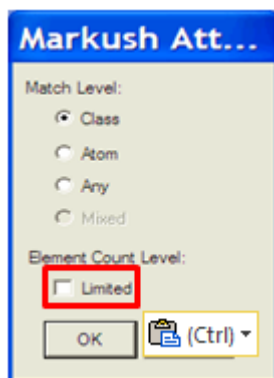 Markush Att...
Match Level:
Class
Atom
Any
Mixed
Element Count Level:
Limited
OK
(Ctrl)